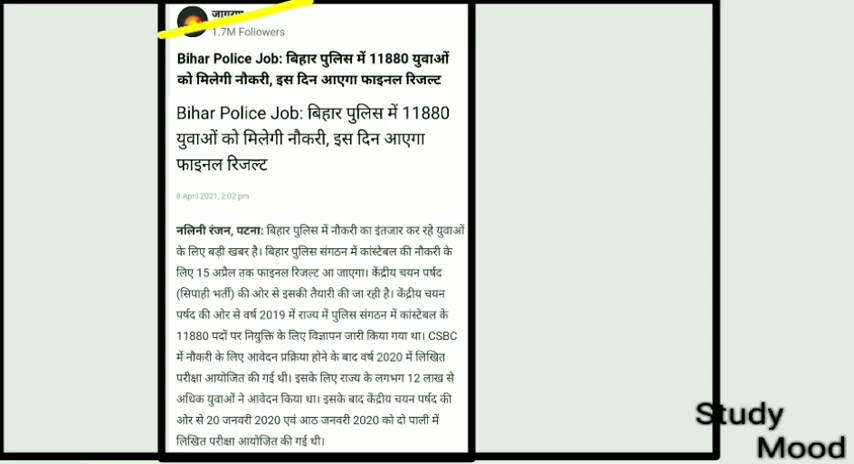 जागरण
1.7M Followers
Bihar Police Job: बिहार पुलिस में 11880 युवाओं
को मिलेगी नौकरी, इस दिन आएगा फाइनल रिजल्ट
Bihar Police Job: बिहार पुलिस में 11880
युवाओं को मिलेगी नौकरी, इस दिन आएगा
फाइनल रिजल्ट
8 April 2021, 2:02 pm
नलिनी रंजन, पटना: बिहार पुलिस में नौकरी का इंतजार कर रहे युवाओं
के लिए बड़ी खबर है। बिहार पुलिस संगठन में कांस्टेबल की नौकरी के
लिए 15 अप्रैल तक फाइनल रिजल्ट आ जाएगा। केंद्रीय चयन पर्षद
(सिपाही भर्ती) की ओर से इसकी तैयारी की जा रही है। केंद्रीय चयन
पर्षद की ओर से वर्ष 2019 में राज्य में पुलिस संगठन में कांस्टेबल के
11880 पदों पर नियुक्ति के लिए विज्ञापन जारी किया गया था। CSBC
में नौकरी के लिए आवेदन प्रक्रिया होने के बाद वर्ष 2020 में लिखित
परीक्षा आयोजित की गई थी। इसके लिए राज्य के लगभग 12 लाख से
अधिक युवाओं ने आवेदन किया था। इसके बाद केंद्रीय चयन पर्षद की
ओर से 20 जनवरी 2020 एवं आठ जनवरी 2020 को दो पाली में
लिखित परीक्षा आयोजित की गई थी।
Study
Mood